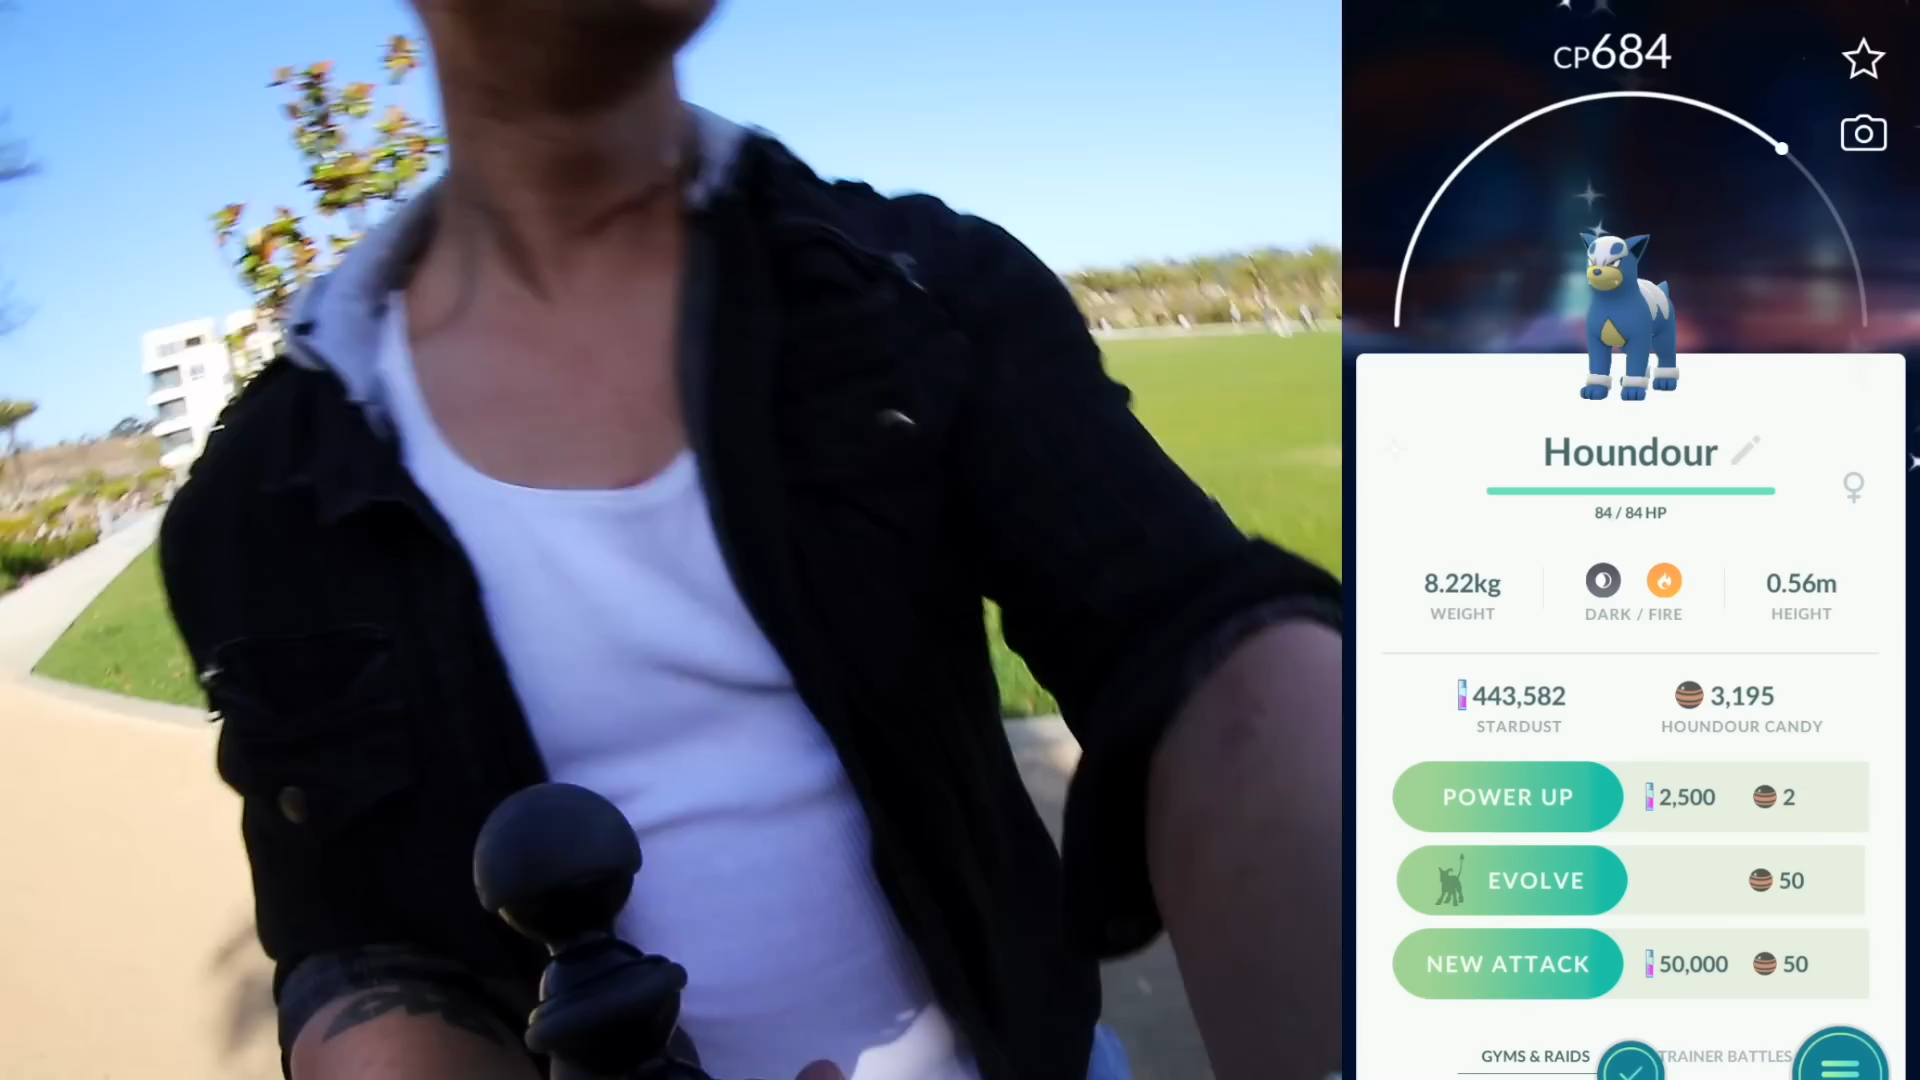 CP684
Houndour
84 / 84 HP
8.22kg
WEIGHT
DARK / FIRE
0.56m
HEIGHT
443,582
STARDUST
3,195
HOUNDOUR CANDY
POWER UP 2,500 2
EVOLVE 50
NEW ATTACK 50,000 50
GYMS & RAIDS TRAINER BATTLES